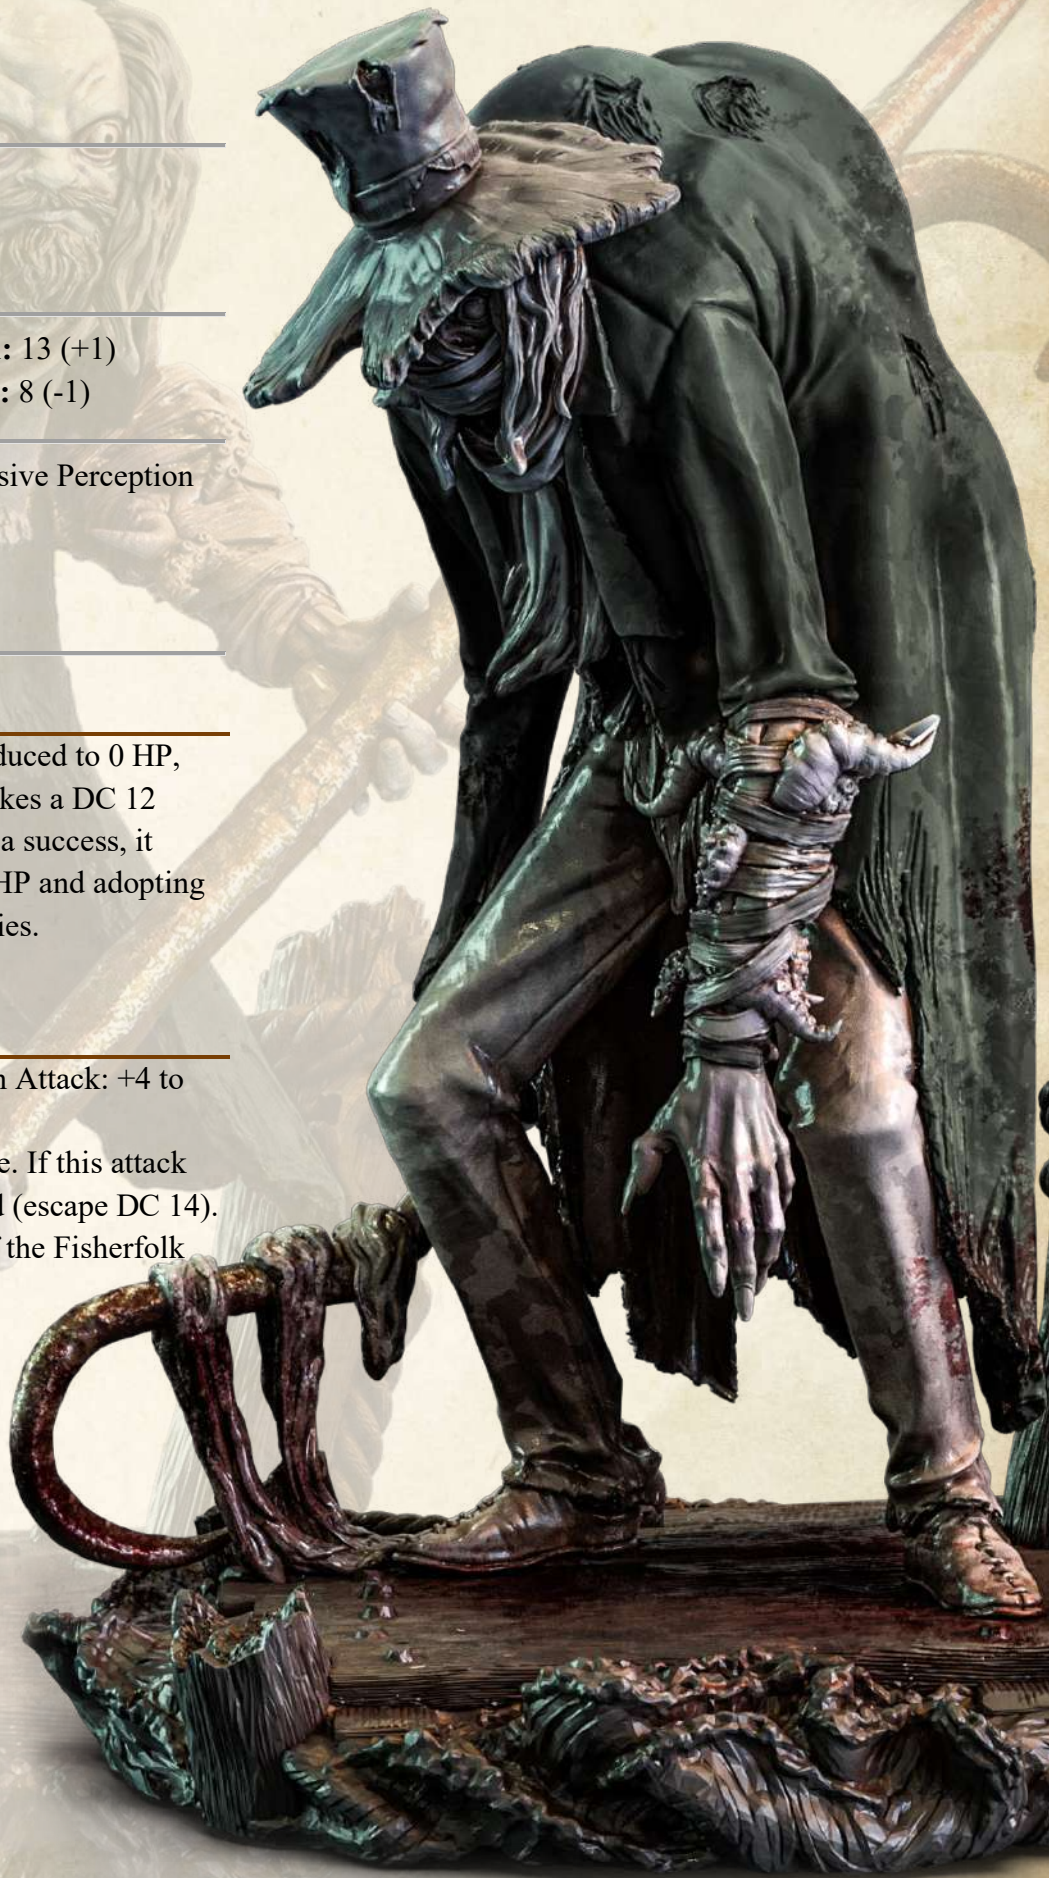 : 13 (+1)
: 8 (-1)
sive Perception
duced to 0 HP,
kes a DC 12
a success, it
HP and adopting
ies.
n Attack: +4 to
e. If this attack
d (escape DC 14).
f the Fisherfolk